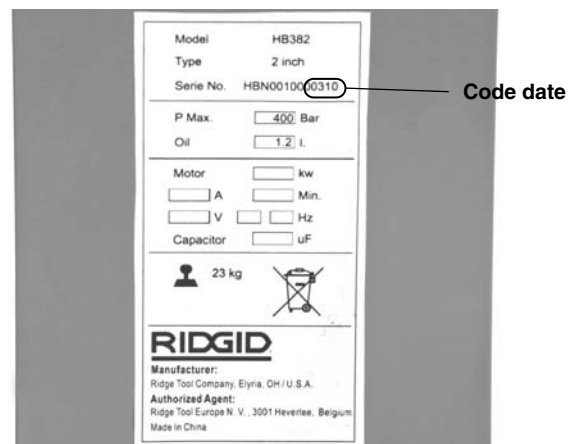 Model HB382
Type 2 inch
Serie No. HBN0010000310
Code date
P Max. 400 Bar
Oil 1.2 l.
Motor kw
A Min.
V Hz
Capacitor uF
23 kg
RIDGID
Manufacturer:
Ridge Tool Company, Elyria, OH / U.S.A.
Authorized Agent:
Ridge Tool Europe N. V. , 3001 Heverlee, Belgium
Made in China